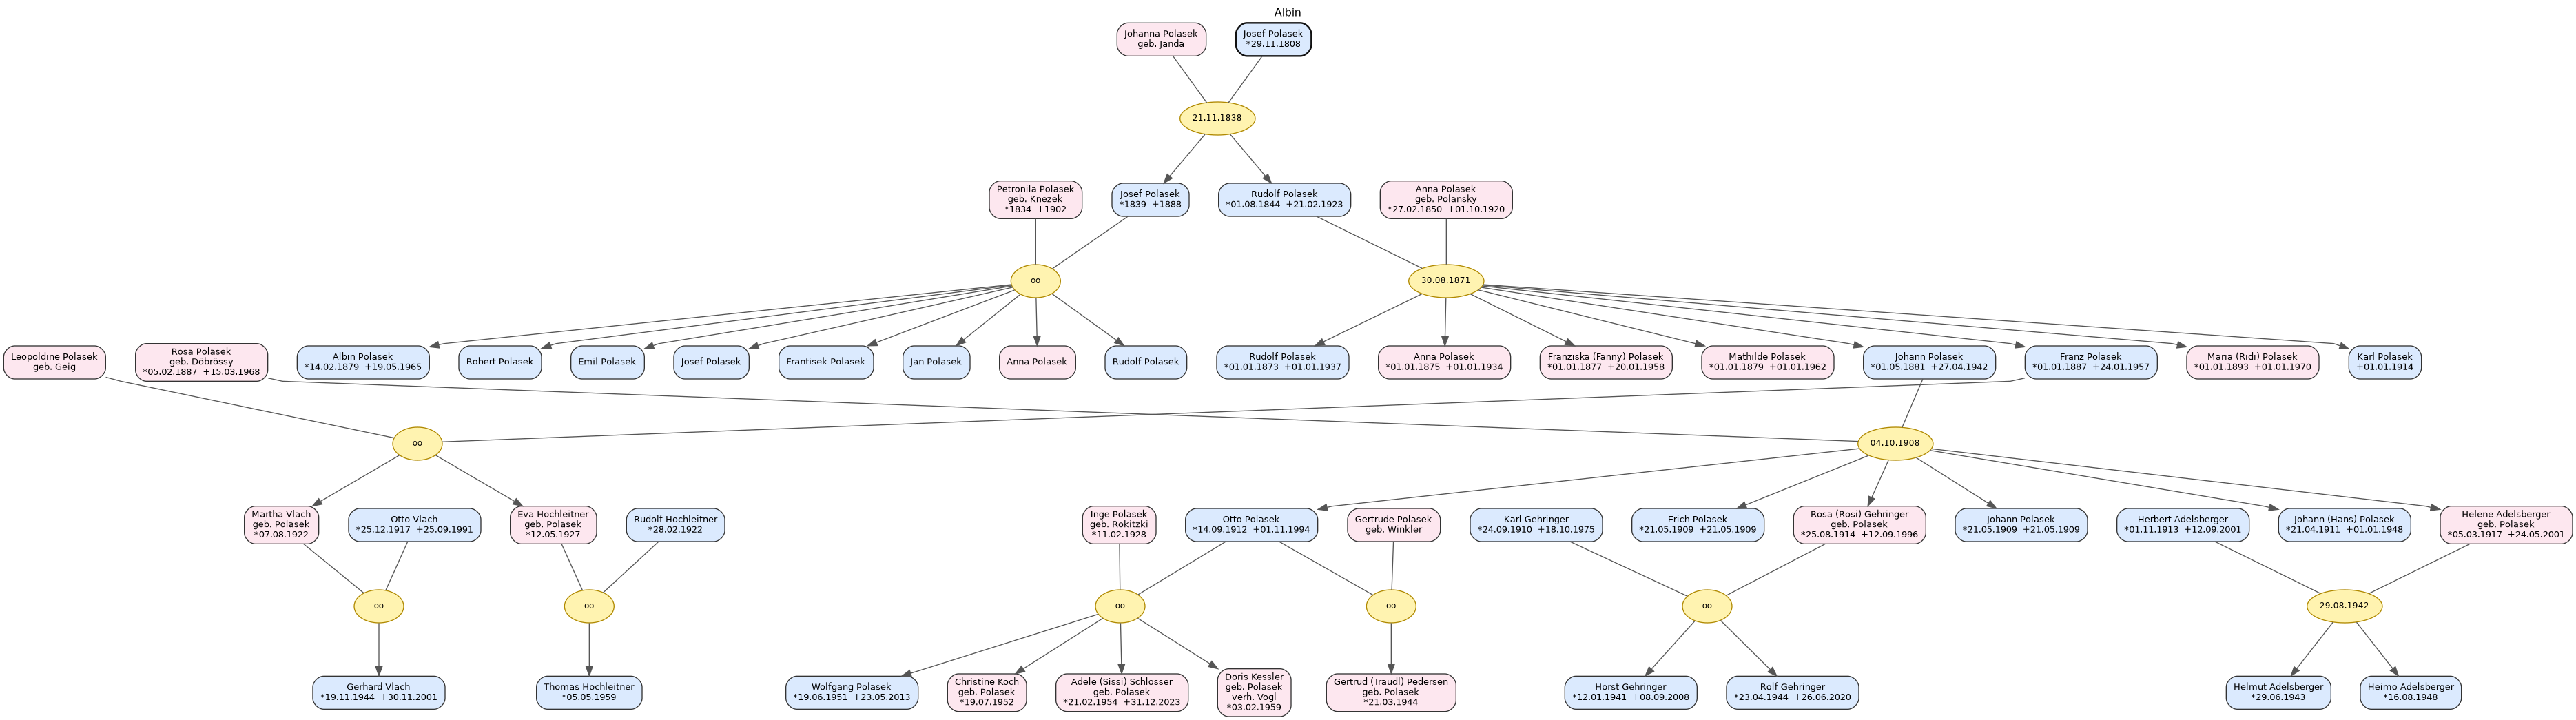 Albin
Johanna Polasek
geb. Janda
Josef Polasek
*29.11.1808
21.11.1838
Petronila Polasek
geb. Knezek
*1834 +1902
Josef Polasek
*1839 +1888
Rudolf Polasek
*01.08.1844 +21.02.1923
Anna Polasek
geb. Polansky
*27.02.1850 +01.10.1920
oo
30.08.1871
Leopoldine Polasek
geb. Geig
Rosa Polasek
geb. Döbrössy
*05.02.1887 +15.03.1968
Albin Polasek
*14.02.1879 +19.05.1965
Robert Polasek
Emil Polasek
Josef Polasek
Frantisek Polasek
Jan Polasek
Anna Polasek
Rudolf Polasek
Rudolf Polasek
*01.01.1873 +01.01.1937
Anna Polasek
*01.01.1875 +01.01.1934
Franziska (Fanny) Polasek
*01.01.1877 +20.01.1958
Mathilde Polasek
*01.01.1879 +01.01.1962
Johann Polasek
*01.05.1881 +27.04.1942
Franz Polasek
*01.01.1887 +24.01.1957
Maria (Ridi) Polasek
*01.01.1893 +01.01.1970
Karl Polasek
+01.01.1914
oo
04.10.1908
Martha Vlach
geb. Polasek
*07.08.1922
Otto Vlach
*25.12.1917 +25.09.1991
Eva Hochleitner
geb. Polasek
*12.05.1927
Rudolf Hochleitner
*28.02.1922
Inge Polasek
geb. Rokitzki
*11.02.1928
Otto Polasek
*14.09.1912 +01.11.1994
Gertrude Polasek
geb. Winkler
Karl Gehringer
*24.09.1910 +18.10.1975
Erich Polasek
*21.05.1909 +21.05.1909
Rosa (Rosi) Gehringer
geb. Polasek
*25.08.1914 +12.09.1996
Johann Polasek
*21.05.1909 +21.05.1909
Herbert Adelsberger
*01.11.1913 +12.09.2001
Johann (Hans) Polasek
*21.04.1911 +01.01.1948
Helene Adelsberger
geb. Polasek
*05.03.1917 +24.05.2001
oo
oo
oo
oo
oo
29.08.1942
Gerhard Vlach
*19.11.1944 +30.11.2001
Thomas Hochleitner
*05.05.1959
Wolfgang Polasek
*19.06.1951 +23.05.2013
Christine Koch
geb. Polasek
*19.07.1952
Adele (Sissi) Schlosser
geb. Polasek
*21.02.1954 +31.12.2023
Doris Kessler
geb. Polasek
verh. Vogl
*03.02.1959
Gertrud (Traudl) Pedersen
geb. Polasek
*21.03.1944
Horst Gehringer
*12.01.1941 +08.09.2008
Rolf Gehringer
*23.04.1944 +26.06.2020
Helmut Adelsberger
*29.06.1943
Heimo Adelsberger
*16.08.1948